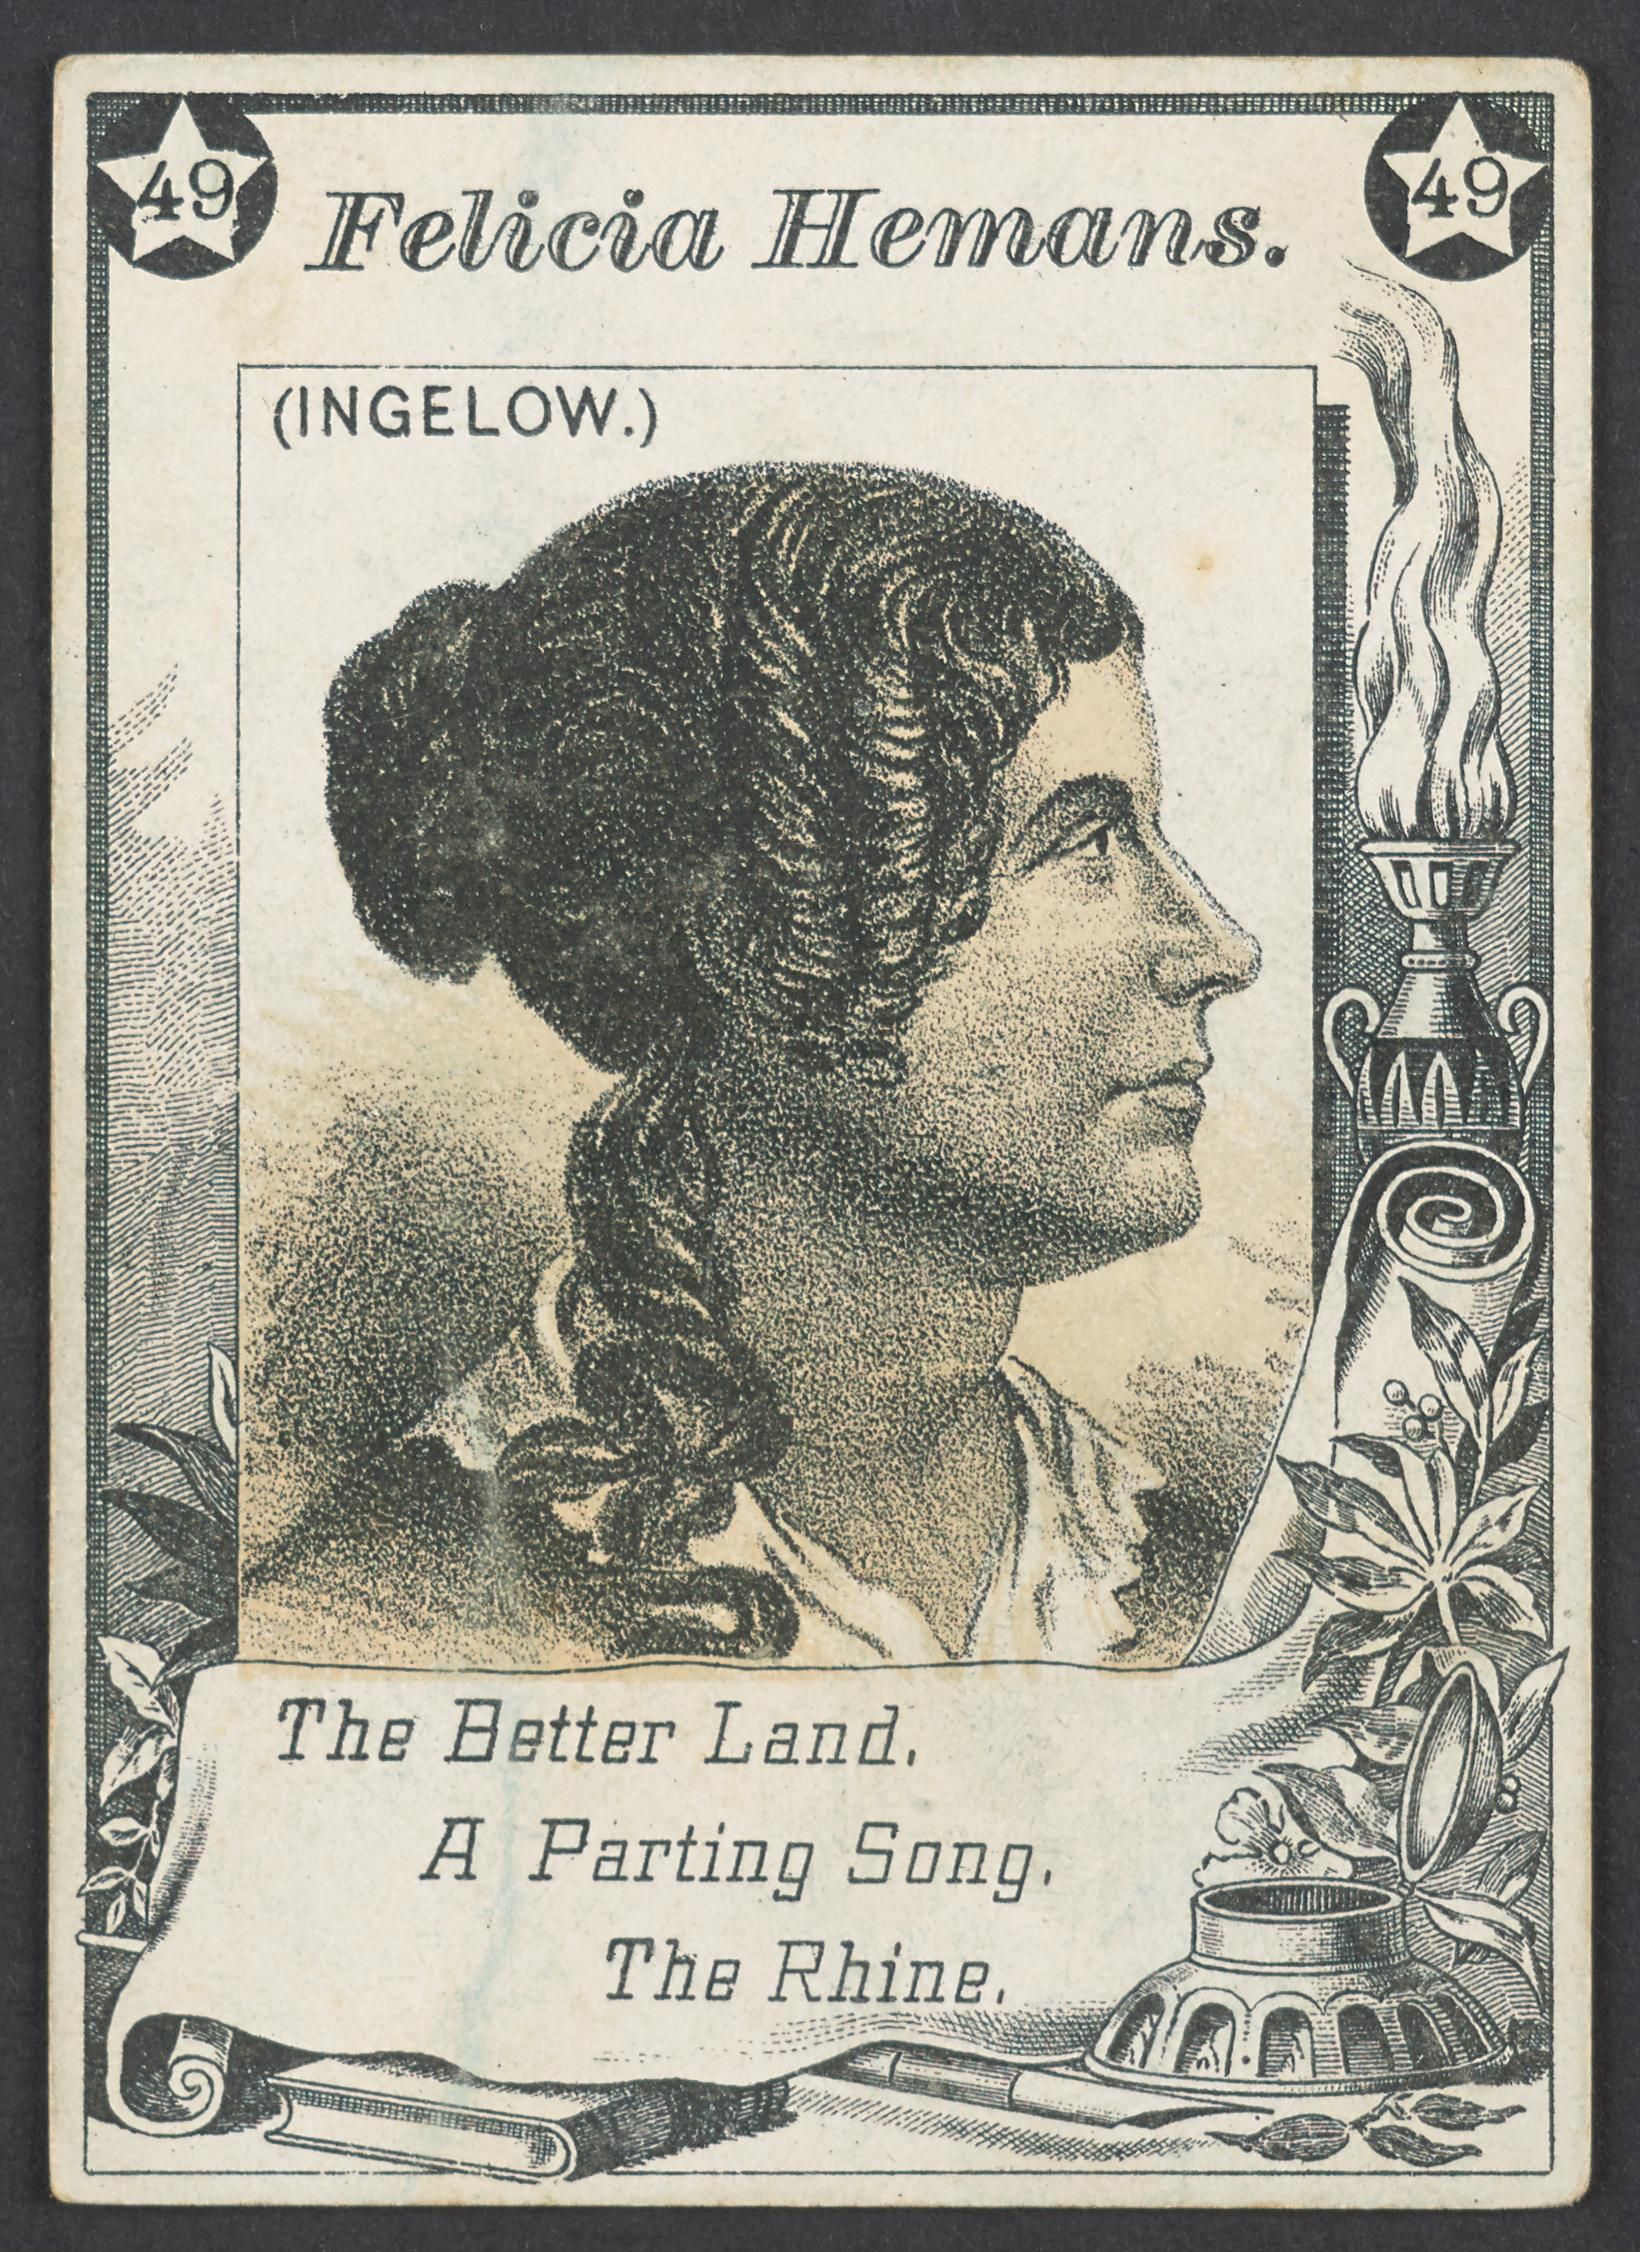 49 Felicia Hemans. 49
(INGELOW.)
The Better Land.
A Parting Song.
The Rhine.